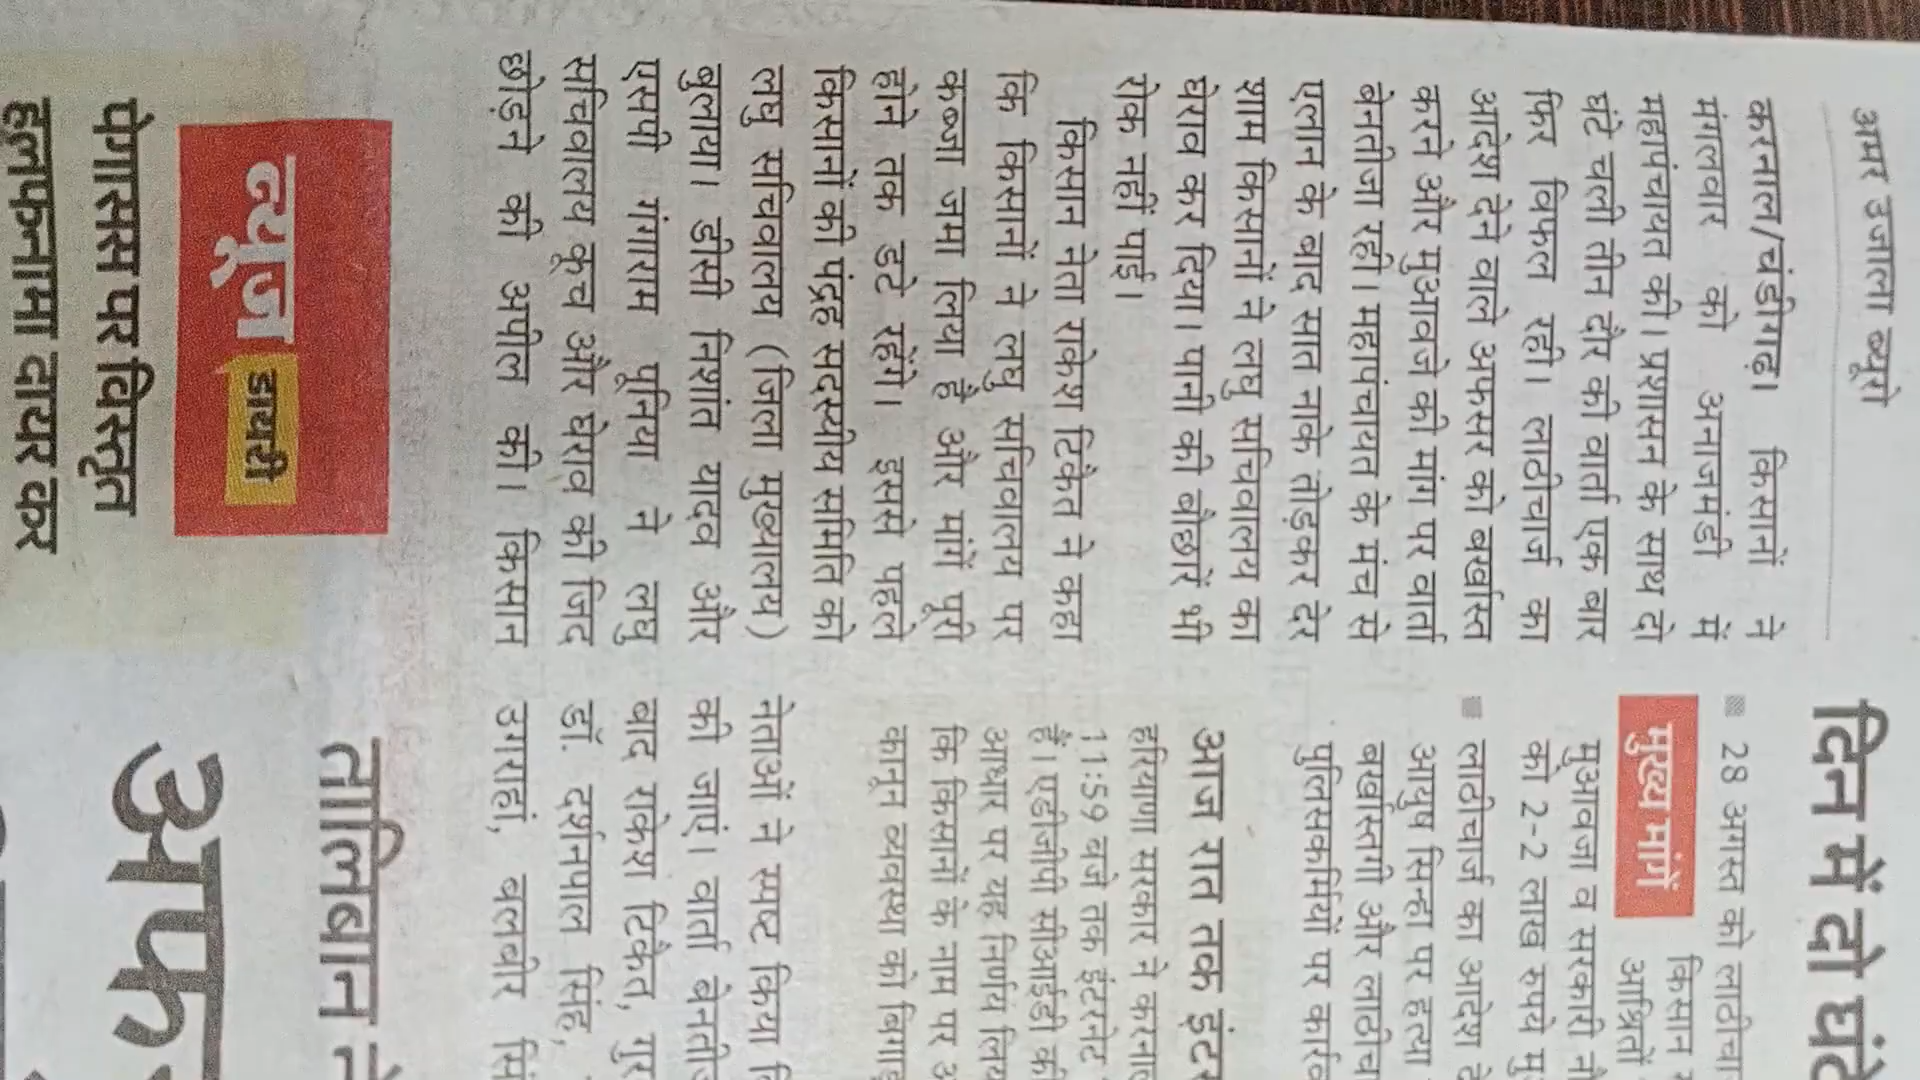 अमर उजाला ब्यूरो
करनाल/चंडीगढ़। किसानों ने
मंगलवार को अनाजमंडी में
महापंचायत की। प्रशासन के साथ दो
घंटे चली तीन दौर की वार्ता एक बार
फिर विफल रही। लाठीचार्ज का
आदेश देने वाले अफसर को बर्खास्त
करने और मुआवजे की मांग पर वार्ता
बेनतीजा रही। महापंचायत के मंच से
एलान के बाद सात नाके तोड़कर देर
शाम किसानों ने लघु सचिवालय का
घेराव कर दिया। पानी की बौछारें भी
रोक नहीं पाई।
किसान नेता राकेश टिकैत ने कहा
कि किसानों ने लघु सचिवालय पर
कब्जा जमा लिया है और मांगें पूरी
होने तक डटे रहेंगे। इससे पहले
किसानों की पंद्रह सदस्यीय समिति को
लघु सचिवालय (जिला मुख्यालय)
बुलाया। डीसी निशांत यादव और
एसपी गंगाराम पूनिया ने लघु
सचिवालय कूच और घेराव की जिद
छोड़ने की अपील की। किसान
दिन में दो घंटे
मुख्य मांगें
28 अगस्त को लाठीचा
किसान
आश्रितों
मुआवजा व सरकारी नौ
को 2-2 लाख रुपये मु
लाठीचार्ज का आदेश दे
आयुष सिन्हा पर हत्या
बर्खास्तगी और लाठीचा
पुलिसकर्मियों पर कार्रव
आज रात तक इंटर
हरियाणा सरकार ने करनाल
11:59 बजे तक इंटरनेट
हैं। एडीजीपी सीआईडी की
आधार पर यह निर्णय लिय
कि किसानों के नाम पर उ
कानून व्यवस्था को बिगाड़
नेताओं ने स्पष्ट किया ि
की जाएं। वार्ता बेनतीज
बाद राकेश टिकैत, गुर
डॉ. दर्शनपाल सिंह,
उगराहां, बलबीर सिं
न्यूज डायरी
पेगासस पर विस्तृत
हलफनामा दायर कर
तालिबान ने
अफ